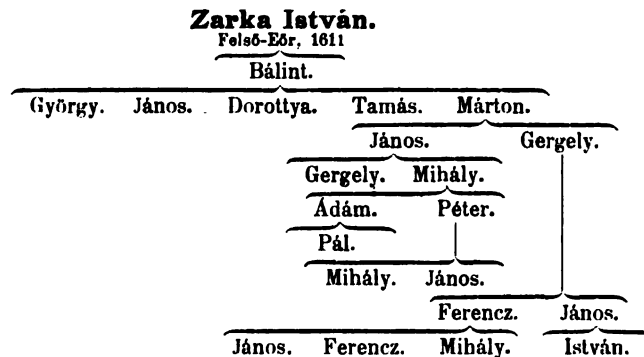 Zarka István.
Felső-Eőr, 1611
Bálint.
György. János. Dorottya. Tamás. Márton.
János. Gergely.
Gergely. Mihály.
Ádám. Péter.
Pál.
Mihály. János.
Ferencz. János.
János. Ferencz. Mihály. István.